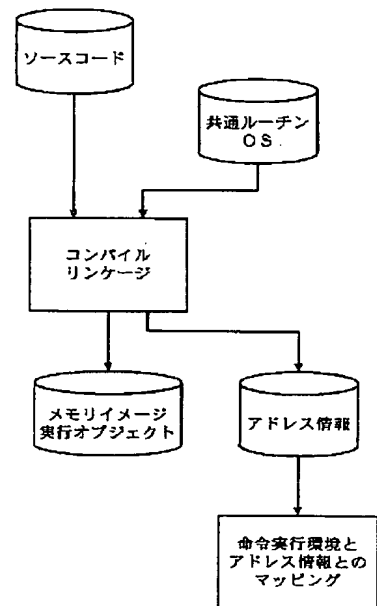 ソースコード
共通ルーチン
OS.
コンパイル
リンケージ
メモリイメージ
実行オブジェクト
アドレス情報
命令実行環境と
アドレス情報との
マッピング